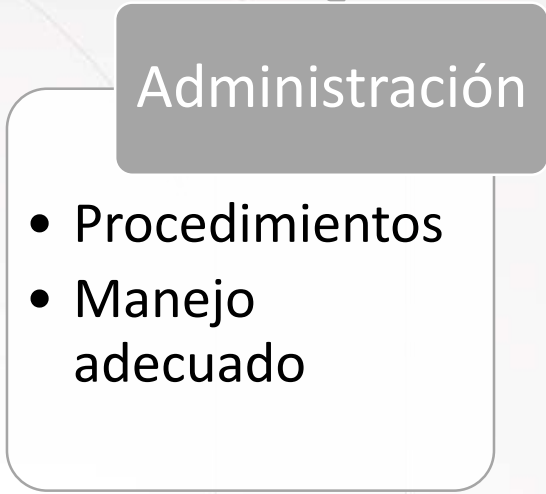 Administración
• Procedimientos
• Manejo
adecuado